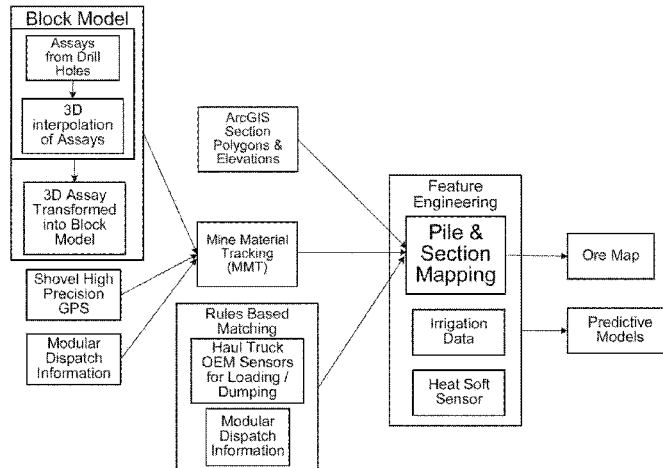 Block Model
Assays
from Drill
Holes
3D
interpolation
of Assays
3D Assay
Transformed
into Block
Model
Shovel High
Precision
GPS
Modular
Dispatch
Information
ArcGIS
Section
Polygons &
Elevations
Mine Material
Tracking
(MMT)
Rules Based
Matching
Haul Truck
OEM Sensors
for Loading /
Dumping
Modular
Dispatch
Information
Feature
Engineering
Pile &
Section
Mapping
Irrigation
Data
Heat Soft
Sensor
Ore Map
Predictive
Models